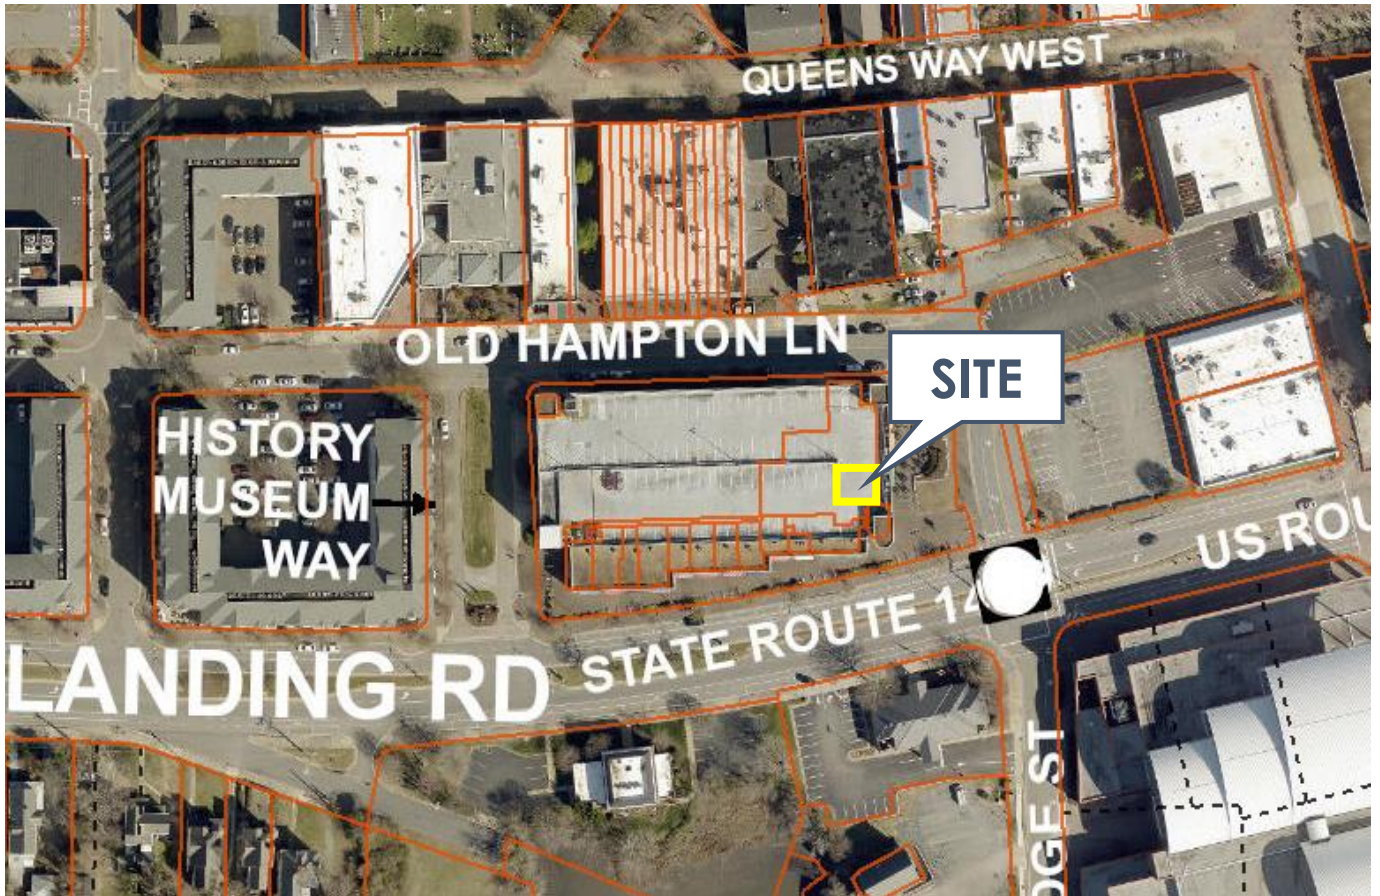 QUEENS WAY WEST
OLD HAMPTON LN
SITE
HISTORY
MUSEUM
WAY
US ROU
STATE ROUTE 14
LANDING RD
DGE ST